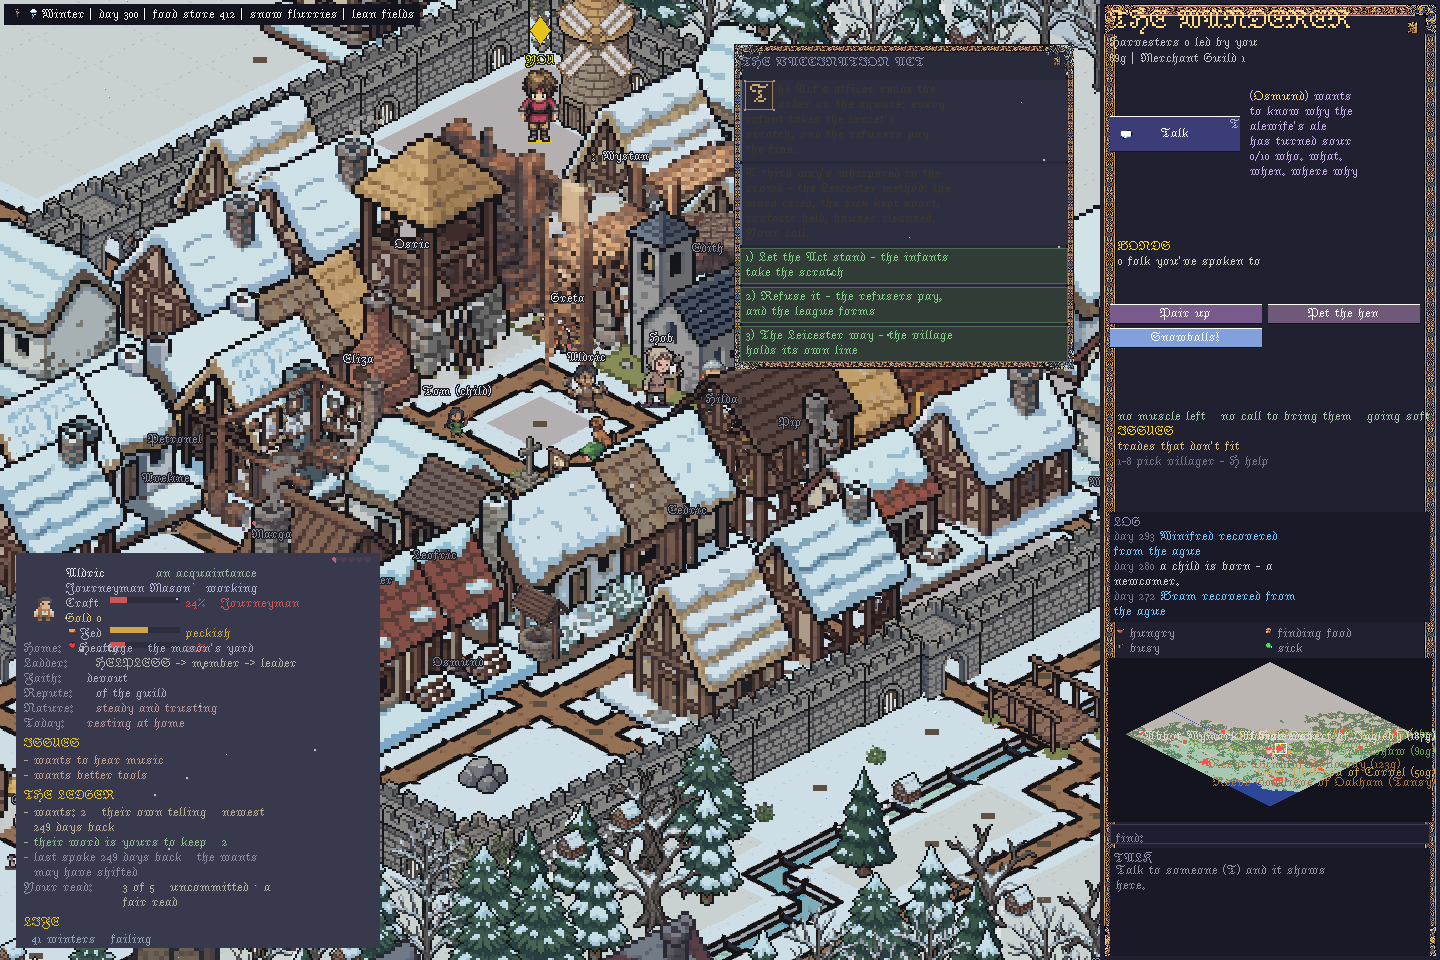 Winter | day 300 | food store 412 | snow flurries | lean fields
YOU
Wystan
Osric
Edith
Greta
Hob
Eliza
Aldric
Tom (child)
Hilda
Pip
Petronel
Aveline
Cedric
Marga
Leofric
Osmund
THE VACCINATION ACT
1) Let the Act stand - the infants
take the scratch
2) Refuse it - the refusers pay,
and the league forms
3) The Leicester way - the village
holds its own line
Aldric an acquaintance
Journeyman Mason working
Craft 24% Journeyman
Gold 0
Fed peckish
Home: the mason's yard
Ladder: HELPLESS -> member -> leader
Faith: devout
Repute: of the guild
Nature: steady and trusting
Today: resting at home
ISSUES
- wants to hear music
- wants better tools
THE LEDGER
- wants: 2 their own telling newest
249 days back
- their word is yours to keep 2
- last spoke 249 days back the wants
may have shifted
Your read: 3 of 5 uncommitted · a
fair read
LIFE
41 winters failing
THE WANDERER
Harvesters 0 led by you
69g | Merchant Guild 1
Talk
T
(Osmund) wants
to know why the
alewife's ale
has turned sour
0/10 who, what,
when, where why
BONDS
0 folk you've spoken to
Pair up
Pet the hen
Snowballs!
no muscle left no call to bring them going soft
ISSUES
trades that don't fit
1-8 pick villager - H help
LOG
day 293 Winifred recovered
from the ague
day 280 a child is born - a
newcomer.
day 272 Bram recovered from
the ague
hungry
finding food
busy
sick
find:
TALK
Talk to someone (T) and it shows
here.